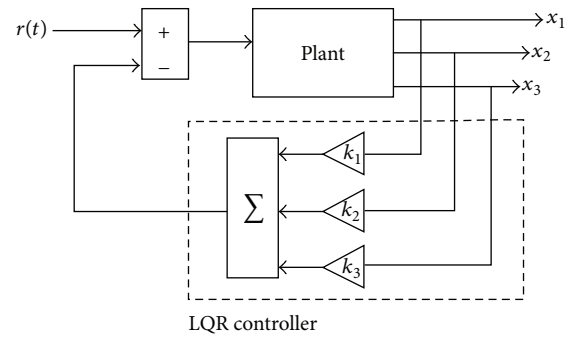 r(t)
+
−
Plant
x₁
x₂
x₃
k₁
k₂
k₃
∑
LQR controller